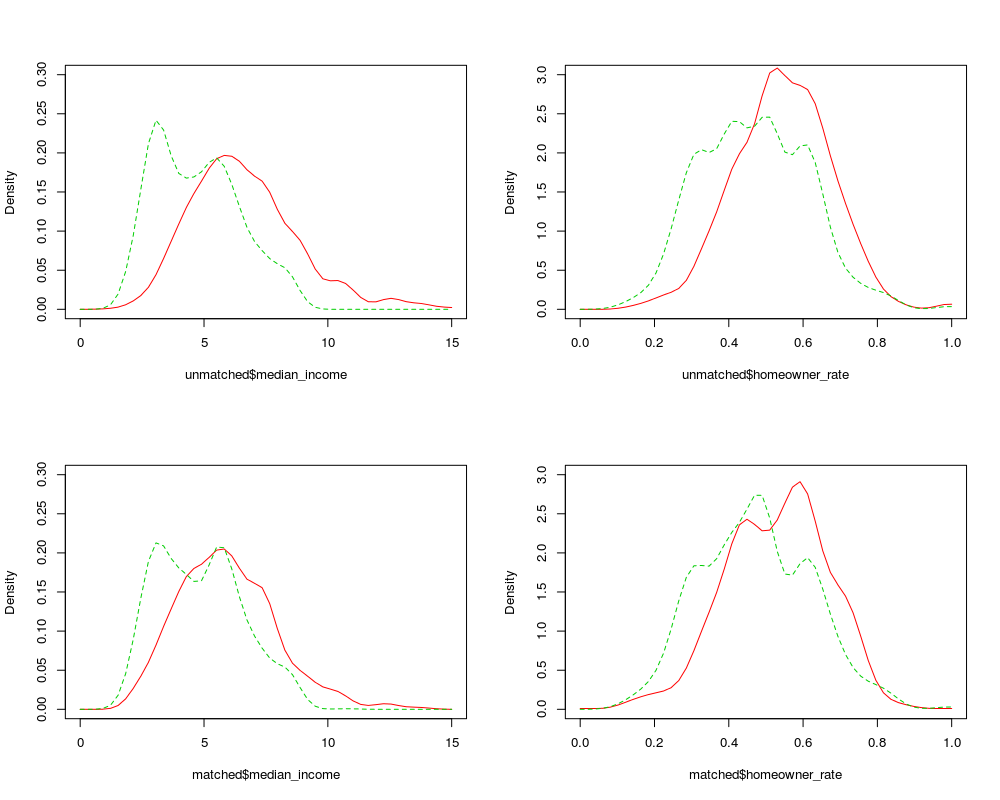 0.30
0.25
0.20
0.15
0.10
0.05
0.00
Density
0 5 10 15
unmatched$median_income
3.0
2.5
2.0
1.5
1.0
0.5
0.0
Density
0.0 0.2 0.4 0.6 0.8 1.0
unmatched$homeowner_rate
0.30
0.25
0.20
0.15
0.10
0.05
0.00
Density
0 5 10 15
matched$median_income
3.0
2.5
2.0
1.5
1.0
0.5
0.0
Density
0.0 0.2 0.4 0.6 0.8 1.0
matched$homeowner_rate